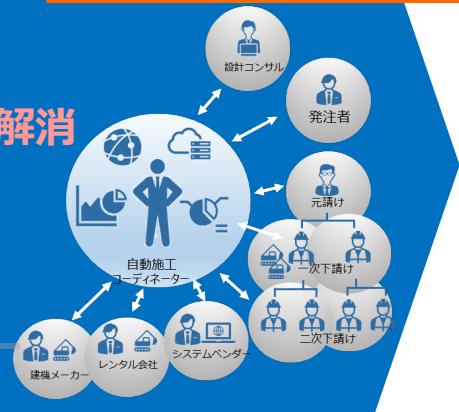 設計コンサル
発注者
解消
元請け
自動施工
コーディネーター
一次下請け
二次下請け
システムベンダー
レンタル会社
建機メーカー